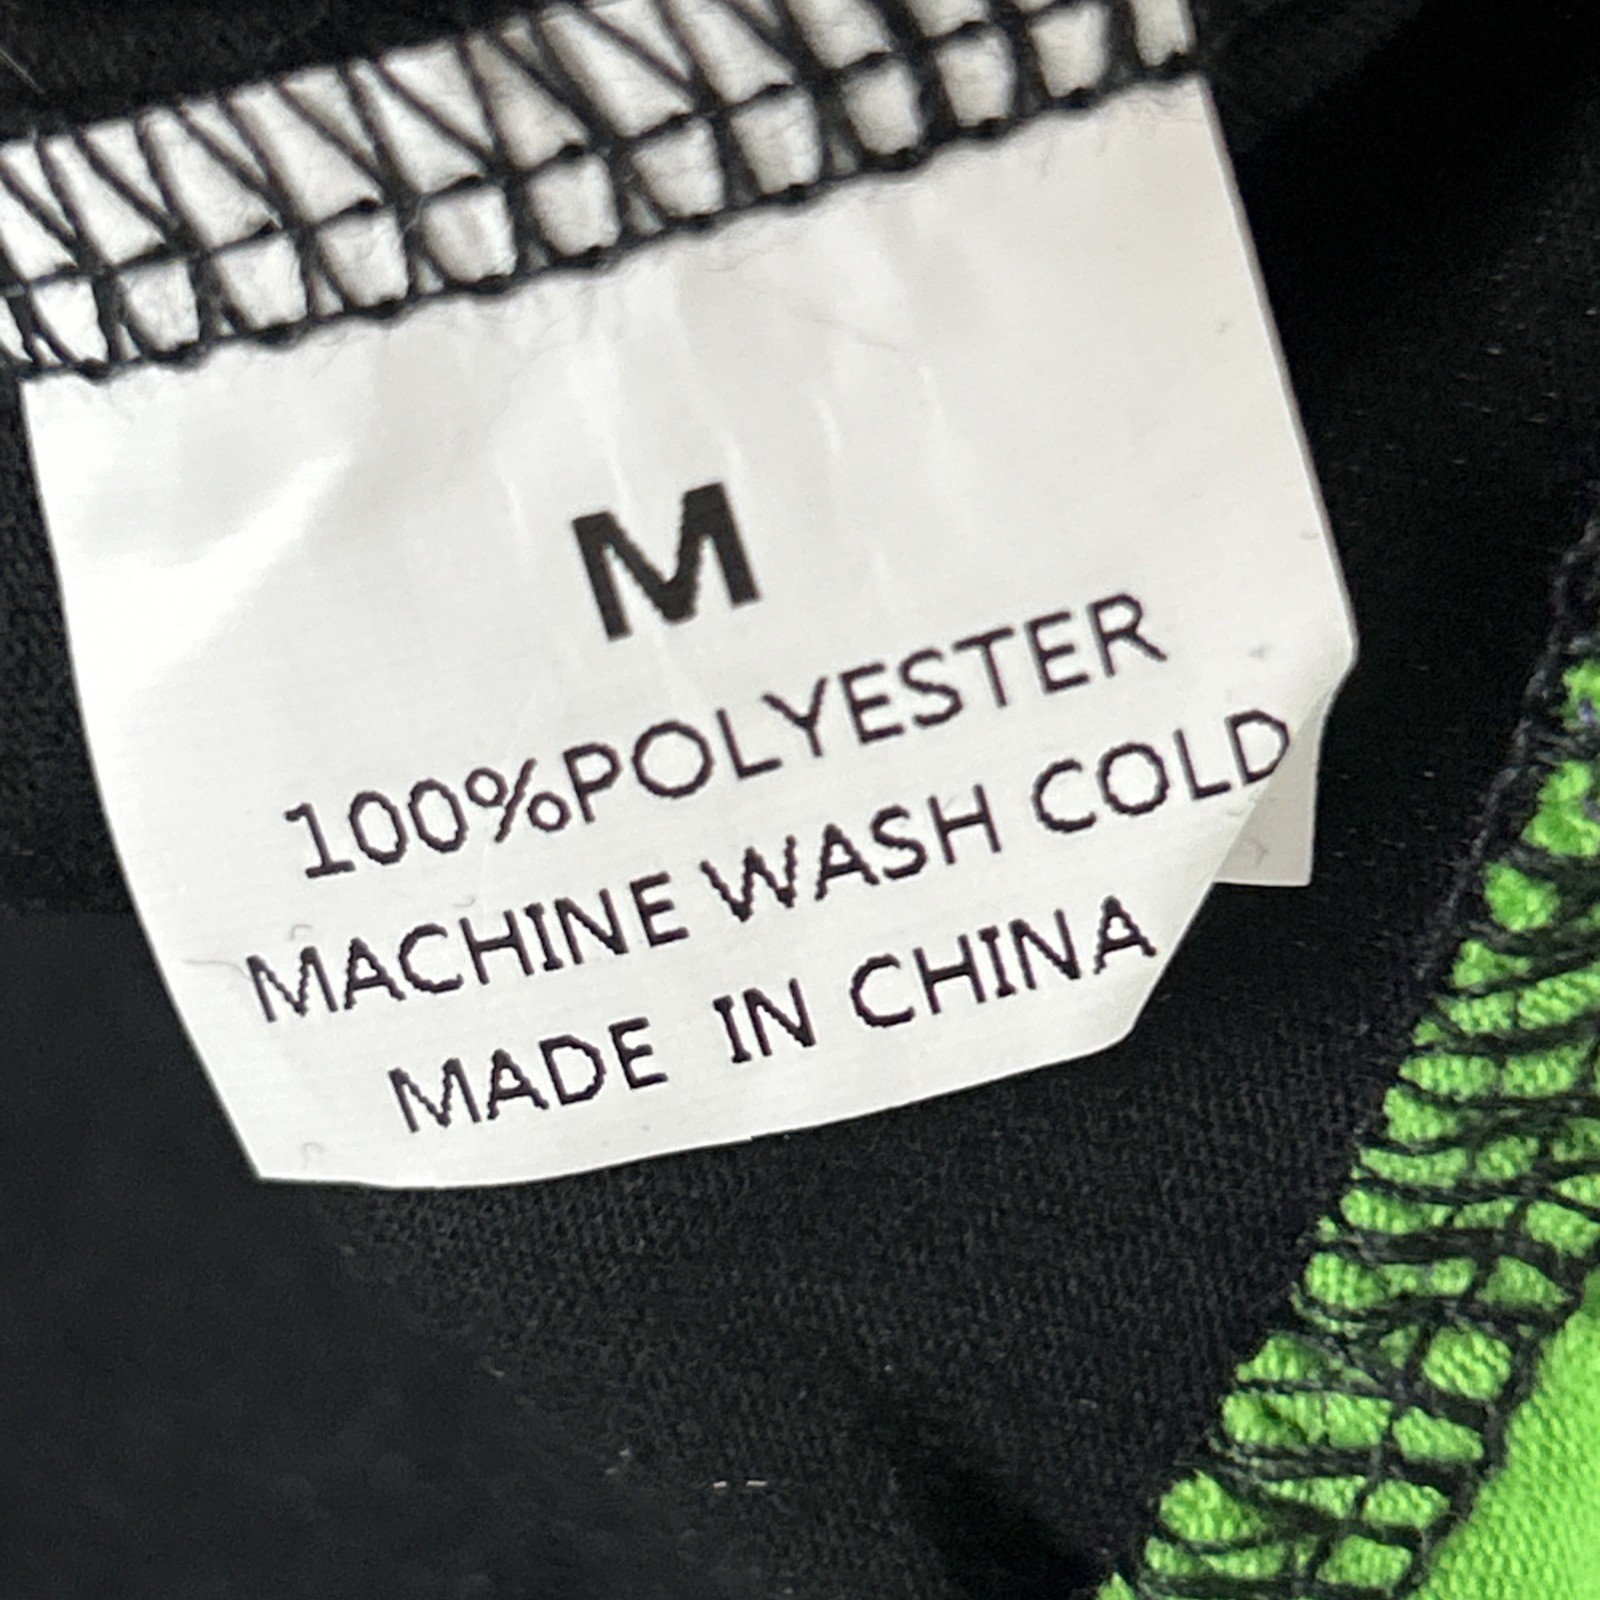 M
100%POLYESTER
MACHINE WASH COLD
MADE IN CHINA